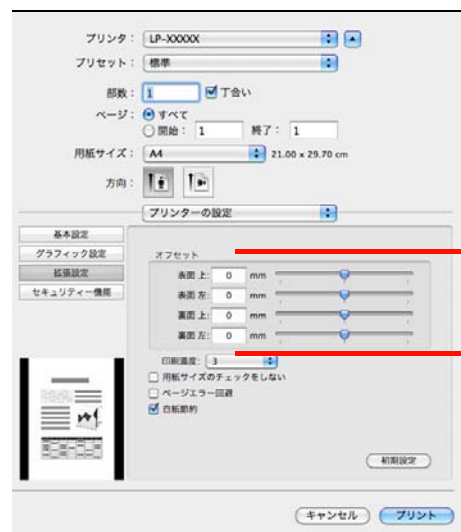 プリンタ： LP-XXXXX
プリセット： 標準
部数： 1 丁合い
ページ： すべて
開始： 1 終了： 1
用紙サイズ： A4 21.00 x 29.70 cm
方向：
プリンターの設定
基本設定
グラフィック設定
拡張設定
セキュリティー機能
オフセット
表面 上： 0 mm
表面 左： 0 mm
裏面 上： 0 mm
裏面 左： 0 mm
印刷濃度： 3
用紙サイズのチェックをしない
ページエラー回避
白紙節約
初期設定
キャンセル プリント